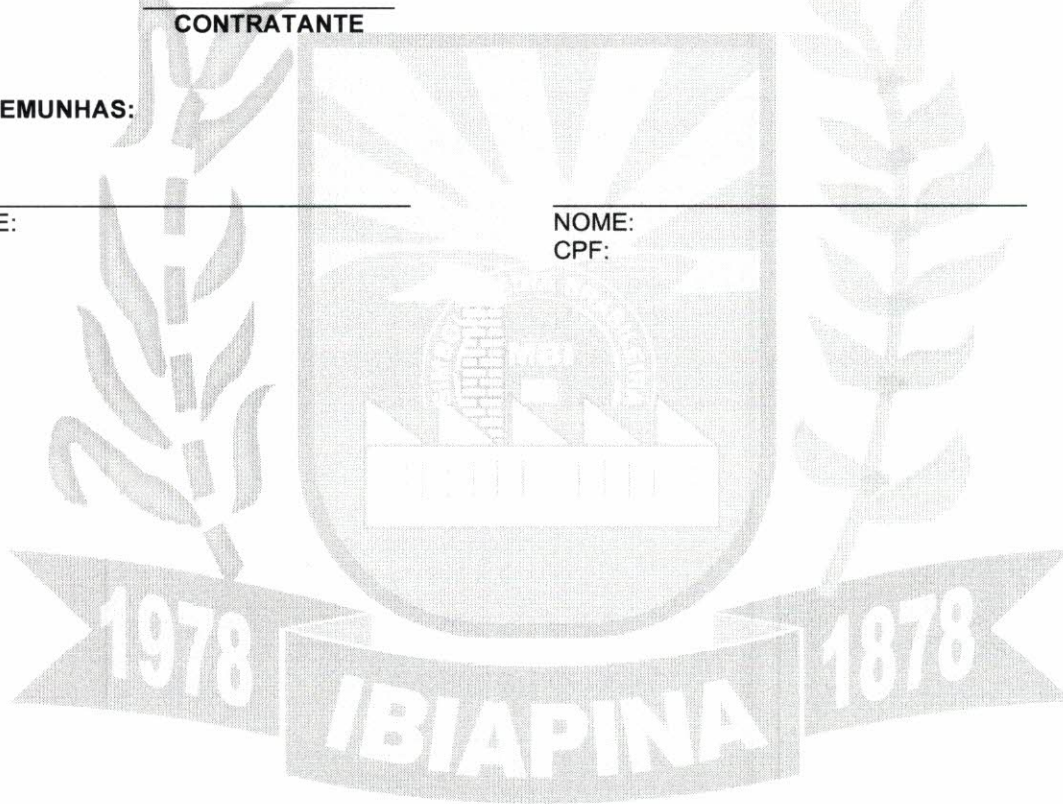 CONTRATANTE
EMUNHAS:
E:
NOME:
CPF:
1978
1878
IBIAPINA